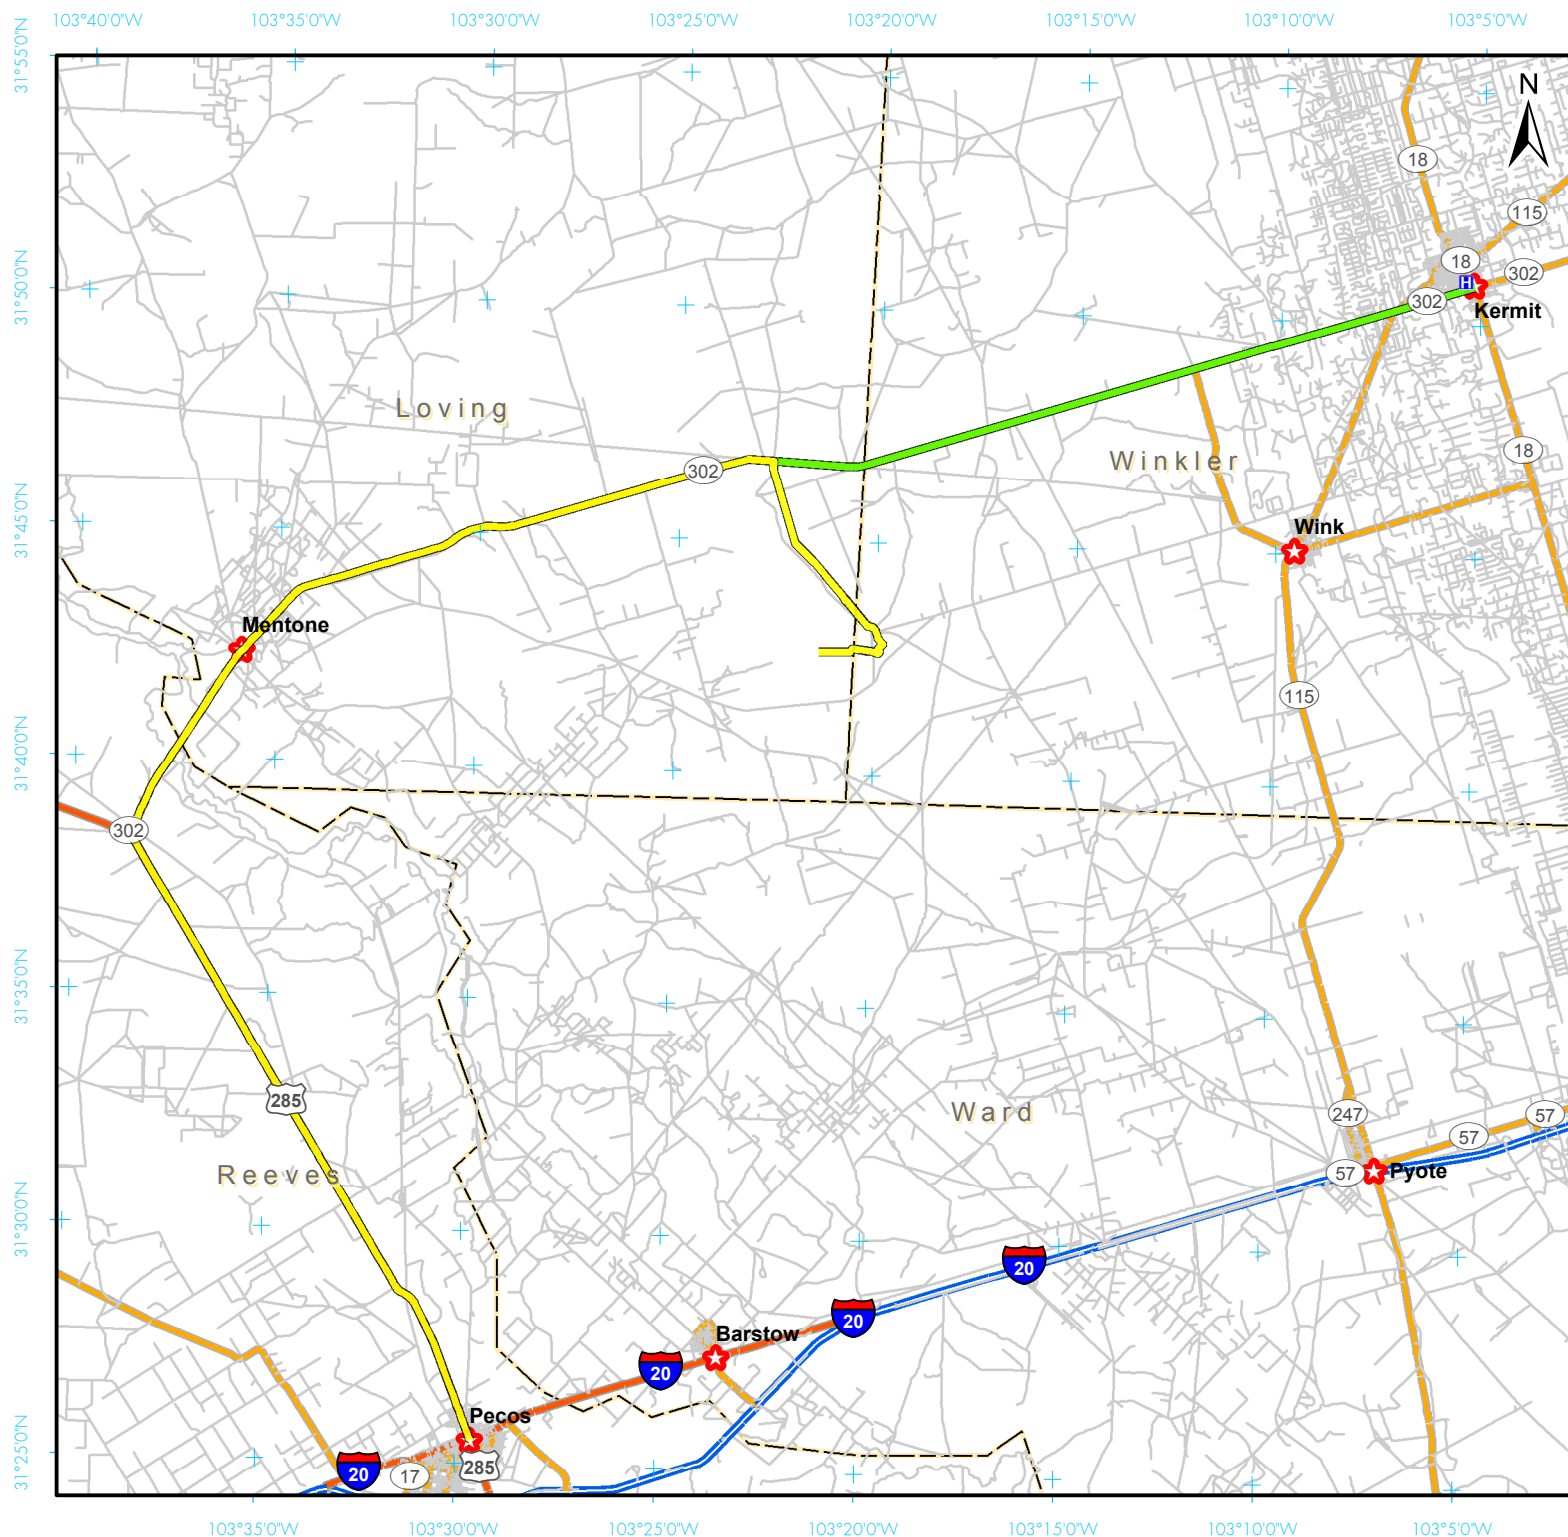 103°40'0"W 103°35'0"W 103°30'0"W 103°25'0"W 103°20'0"W 103°15'0"W 103°10'0"W 103°5'0"W
31°55'0"N
N
18
115
18
31°50'0"N
H
302
302
Kermit
Loving
Winkler
18
302
31°45'0"N
Wink
Mentone
115
31°40'0"N
302
31°35'0"N
285
Ward
247
57
57
Reeves
57
Pyote
31°30'0"N
20
20
Barstow
20
Pecos
31°25'0"N
20
17
285
103°35'0"W 103°30'0"W 103°25'0"W 103°20'0"W 103°15'0"W 103°10'0"W 103°5'0"W